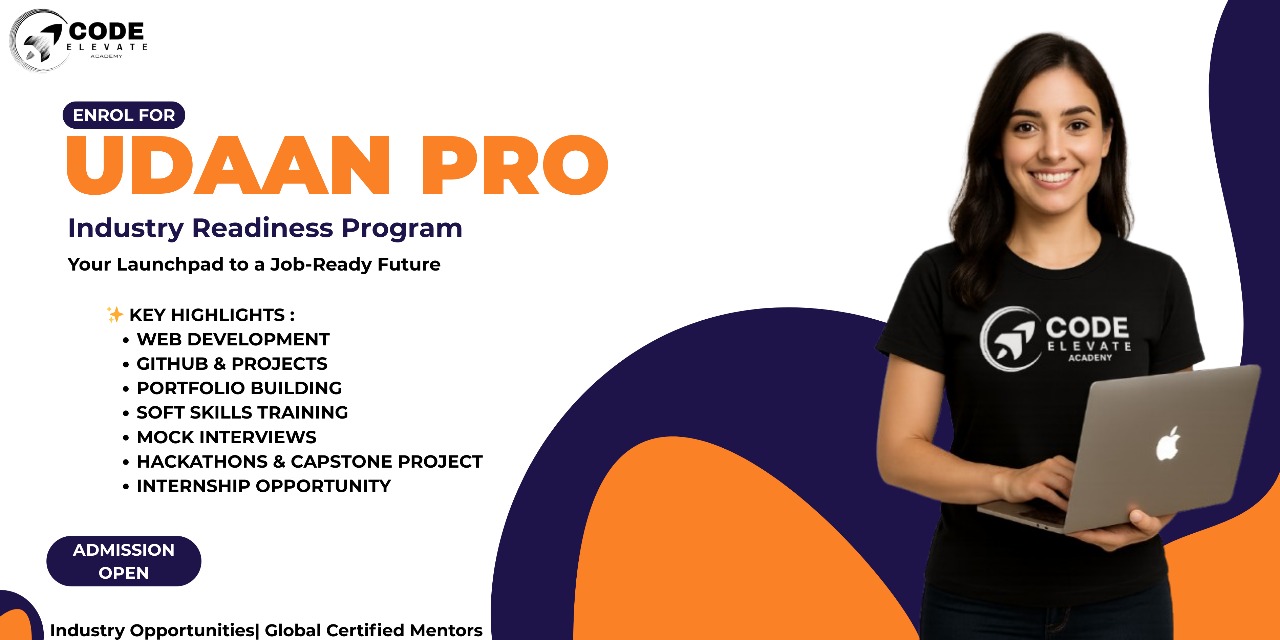 CODE
ELEVATE
ACADEMY
ENROL FOR
UDAAN PRO
Industry Readiness Program
Your Launchpad to a Job-Ready Future
✨ KEY HIGHLIGHTS :
• WEB DEVELOPMENT
• GITHUB & PROJECTS
• PORTFOLIO BUILDING
• SOFT SKILLS TRAINING
• MOCK INTERVIEWS
• HACKATHONS & CAPSTONE PROJECT
• INTERNSHIP OPPORTUNITY
ADMISSION
OPEN
Industry Opportunities| Global Certified Mentors
CODE
ELEVATE
ACADEMY